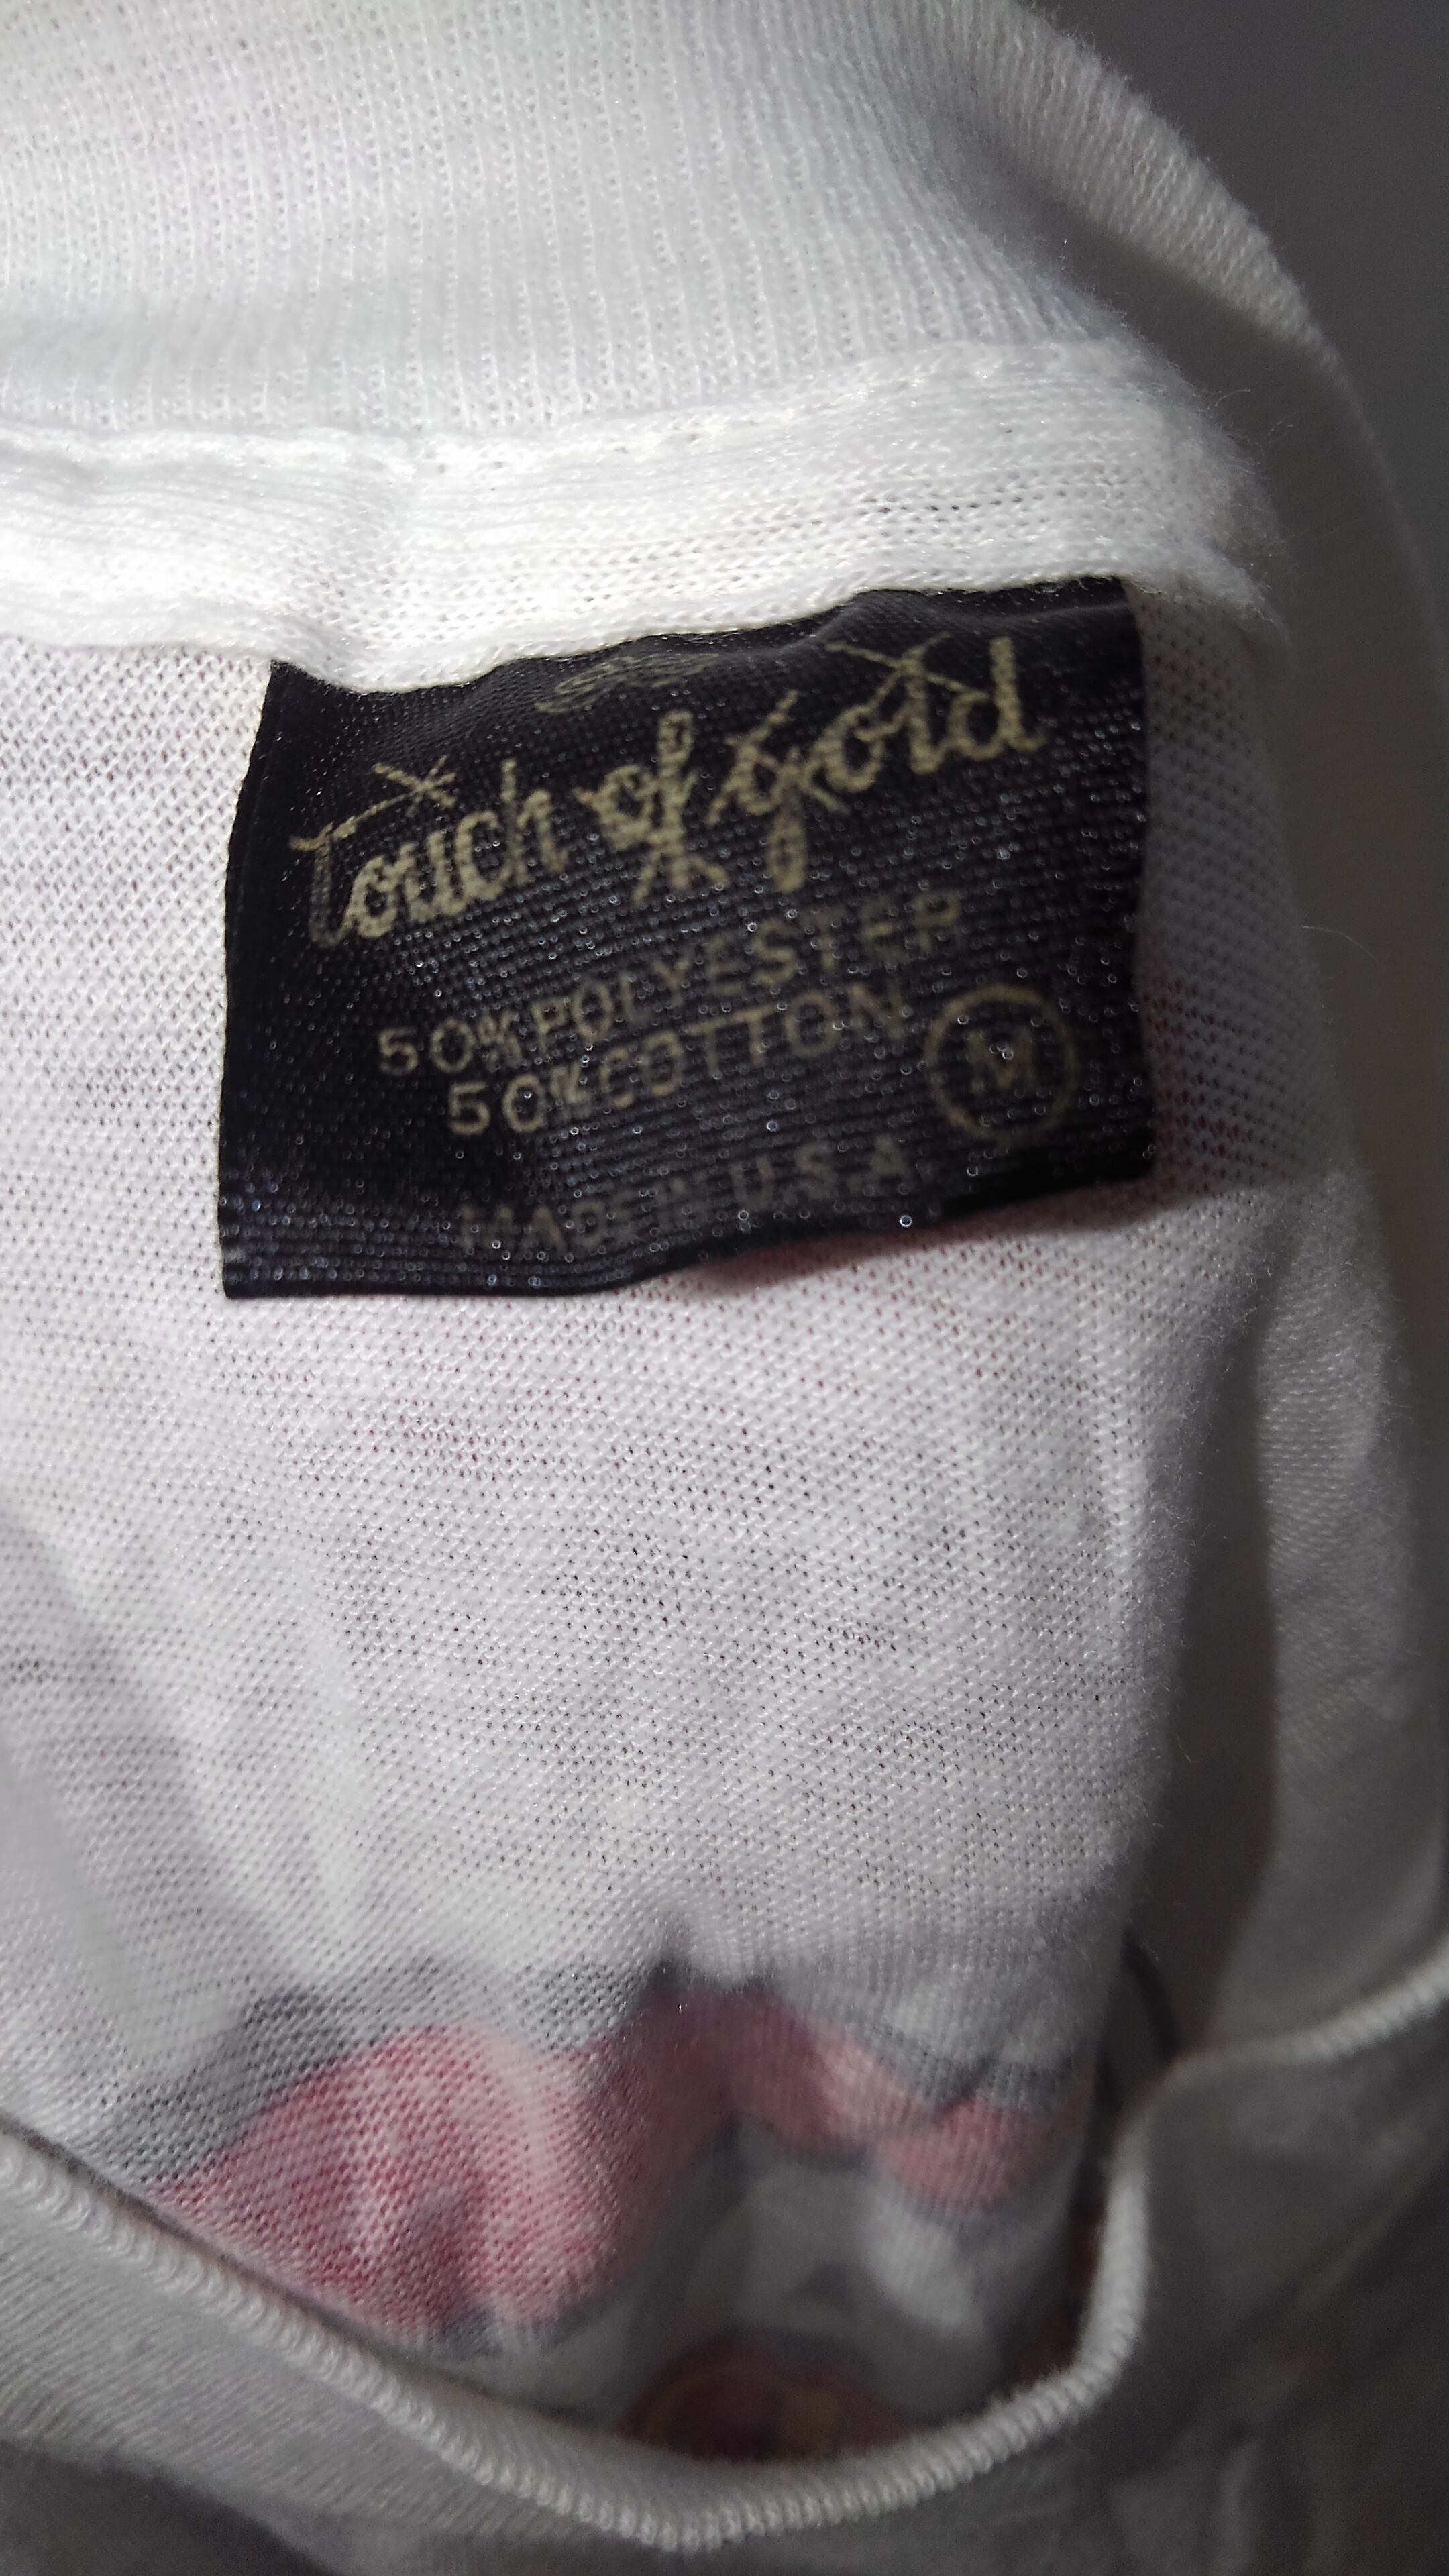 Touch of gold
50% POLYESTER
50% COTTON
M
MADE IN U.S.A.